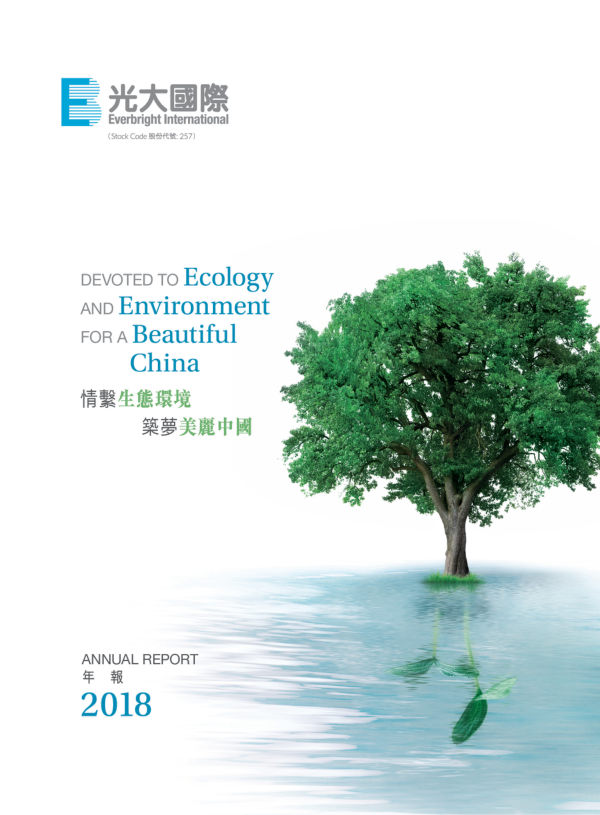 光大國際
Everbright International
(Stock Code 股份代號: 257)
DEVOTED TO Ecology
AND Environment
FOR A Beautiful
China
情繫生態環境
築夢美麗中國
ANNUAL REPORT
年 報
2018